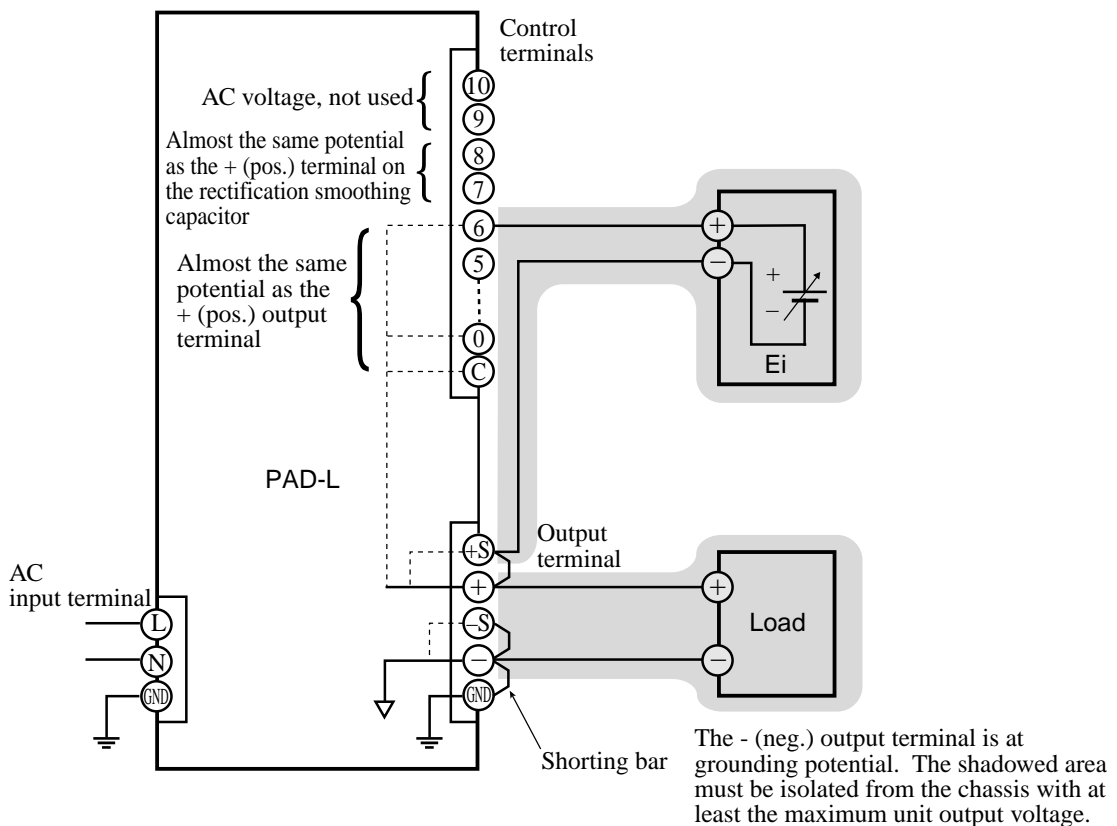 Control
terminals
10
AC voltage, not used
9
Almost the same potential
as the + (pos.) terminal on
the rectification smoothing
capacitor
8
7
6
+
5
−
Almost the same
potential as the
+ (pos.) output
terminal
+
−
0
C
Ei
PAD-L
Output
terminal
+S
+
+
AC
input terminal
L
−S
Load
N
−
−
GND
GND
Shorting bar
The - (neg.) output terminal is at
grounding potential. The shadowed area
must be isolated from the chassis with at
least the maximum unit output voltage.